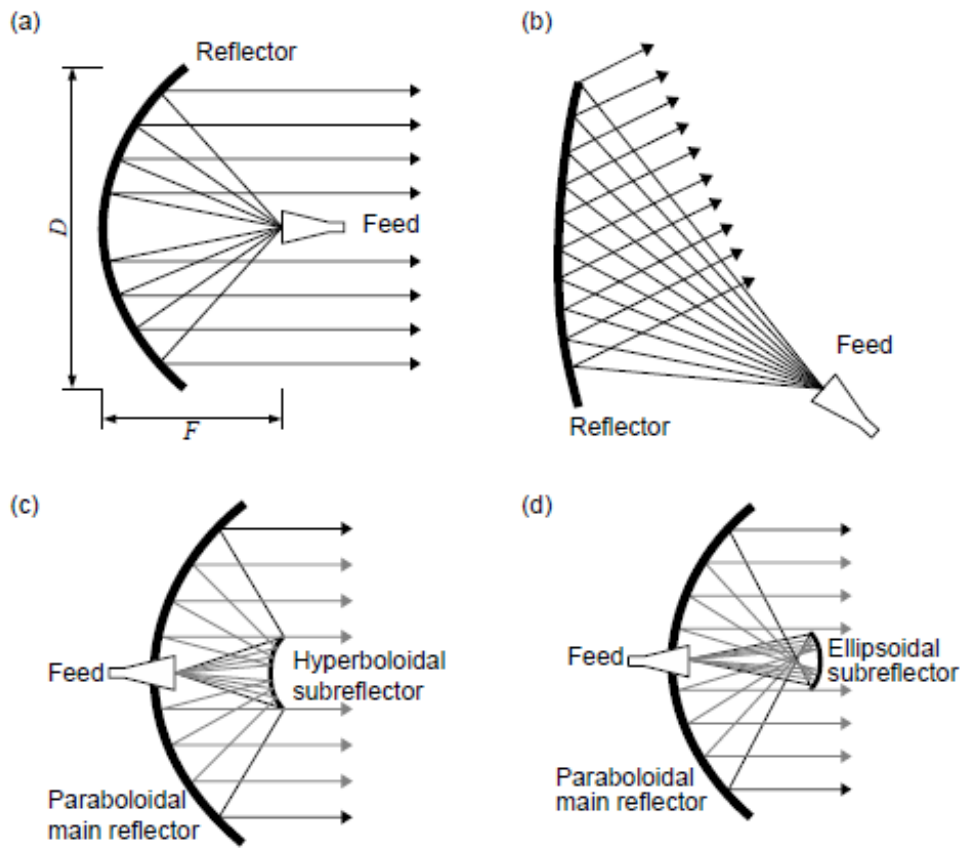 (a)
Reflector
D
Feed
F
(b)
Feed
Reflector
(c)
Feed
Hyperboloidal
subreflector
Paraboloidal
main reflector
(d)
Feed
Ellipsoidal
subreflector
Paraboloidal
main reflector